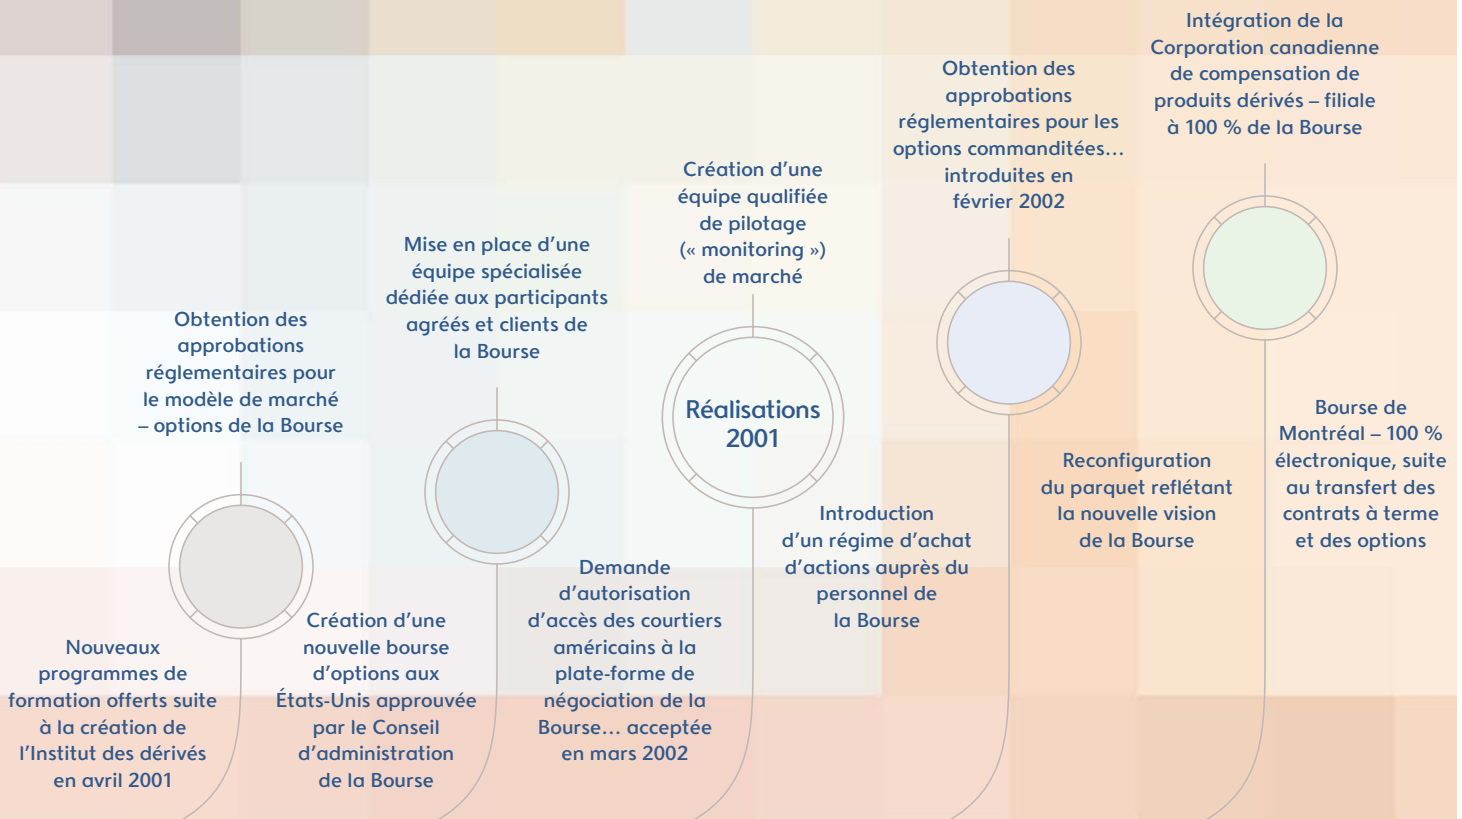 Intégration de la
Corporation canadienne
de compensation de
produits dérivés – filiale
à 100 % de la Bourse
Obtention des
approbations
réglementaires pour les
options commanditées…
introduites en
février 2002
Création d’une
équipe qualifiée
de pilotage
(« monitoring »)
de marché
Mise en place d’une
équipe spécialisée
dédiée aux participants
agréés et clients de
la Bourse
Obtention des
approbations
réglementaires pour
le modèle de marché
– options de la Bourse
Réalisations
2001
Bourse de
Montréal – 100 %
électronique, suite
au transfert des
contrats à terme
et des options
Reconfiguration
du parquet reflétant
la nouvelle vision
de la Bourse
Introduction
d’un régime d’achat
d’actions auprès du
personnel de
la Bourse
Demande
d’autorisation
d’accès des courtiers
américains à la
plate-forme de
négociation de la
Bourse… acceptée
en mars 2002
Création d’une
nouvelle bourse
d’options aux
États-Unis approuvée
par le Conseil
d’administration
de la Bourse
Nouveaux
programmes de
formation offerts suite
à la création de
l’Institut des dérivés
en avril 2001